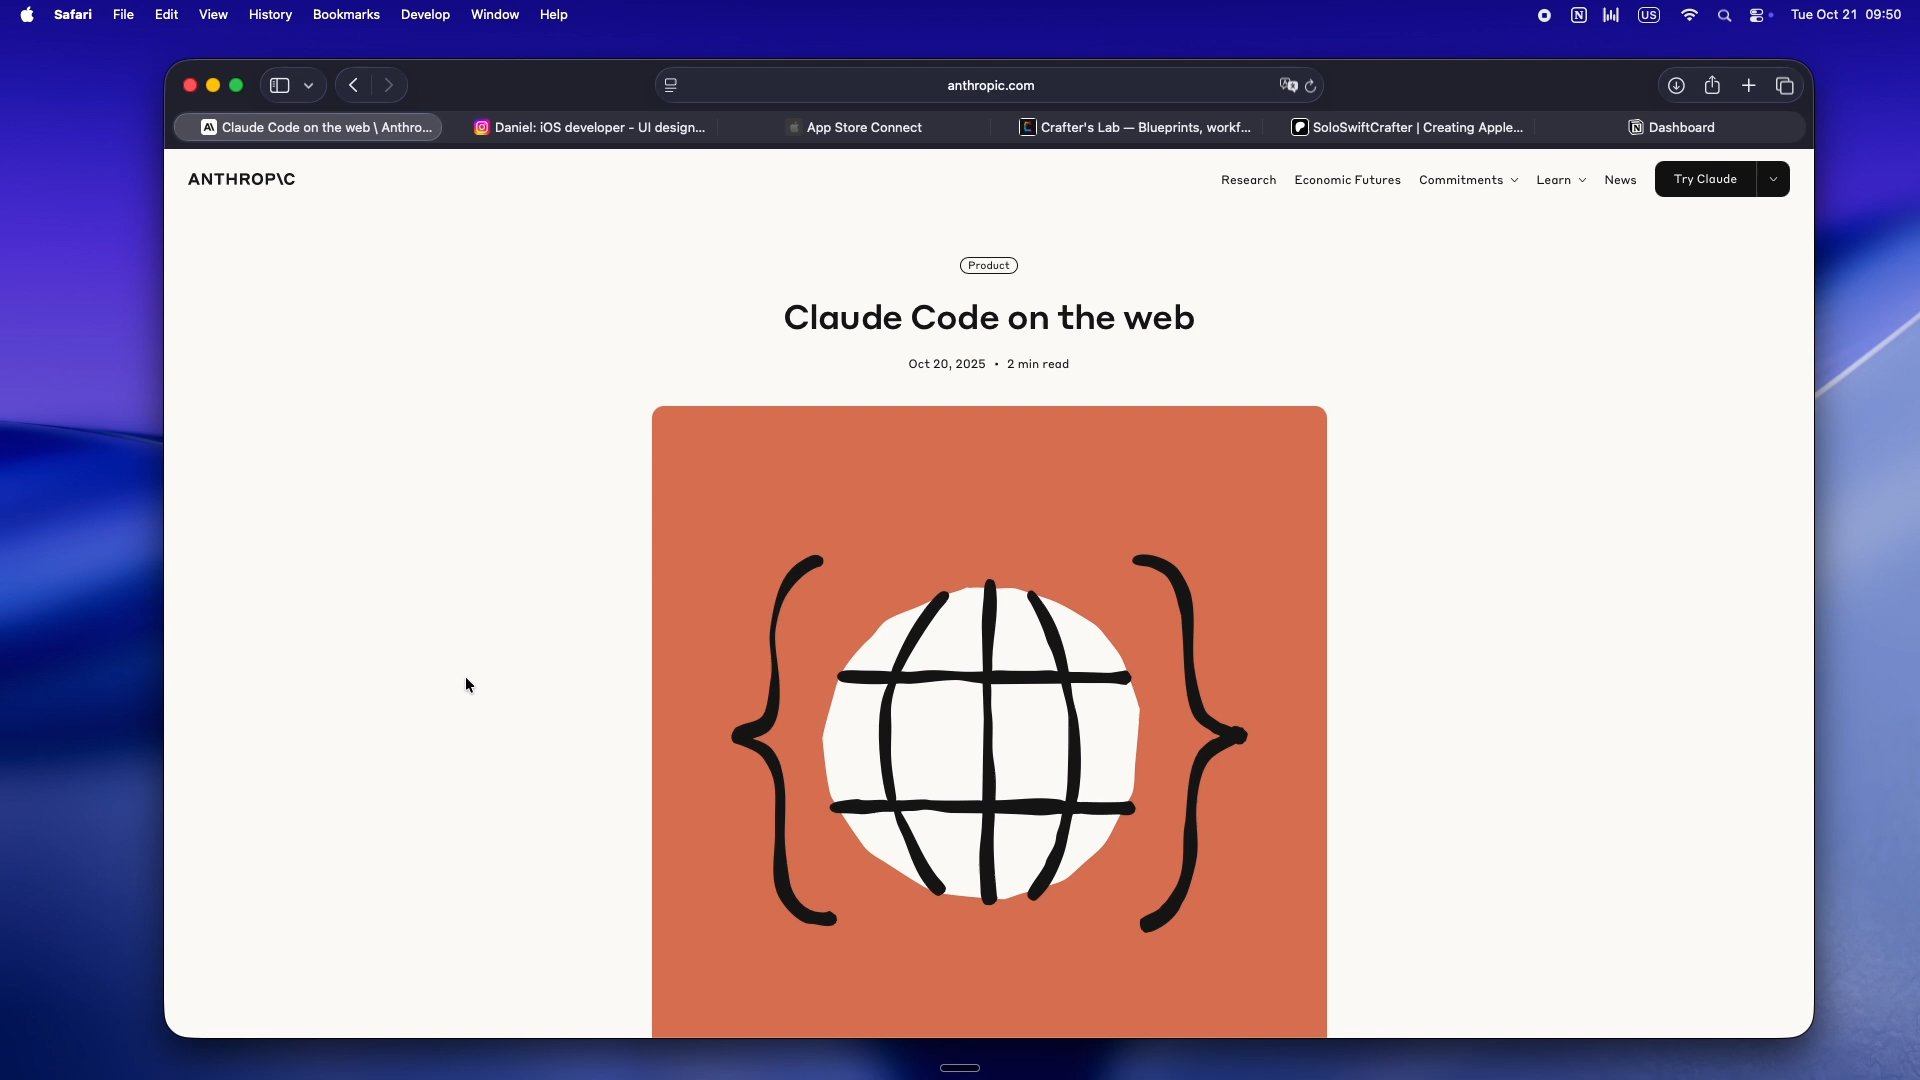 Safari File Edit View History Bookmarks Develop Window Help
N US Tue Oct 21 09:50
anthropic.com
Claude Code on the web \ Anthro... Daniel: iOS developer - UI design... App Store Connect Crafter's Lab — Blueprints, workf... SoloSwiftCrafter | Creating Apple... Dashboard
ANTHROP\C
Research Economic Futures Commitments Learn News Try Claude
Product
Claude Code on the web
Oct 20, 2025 • 2 min read